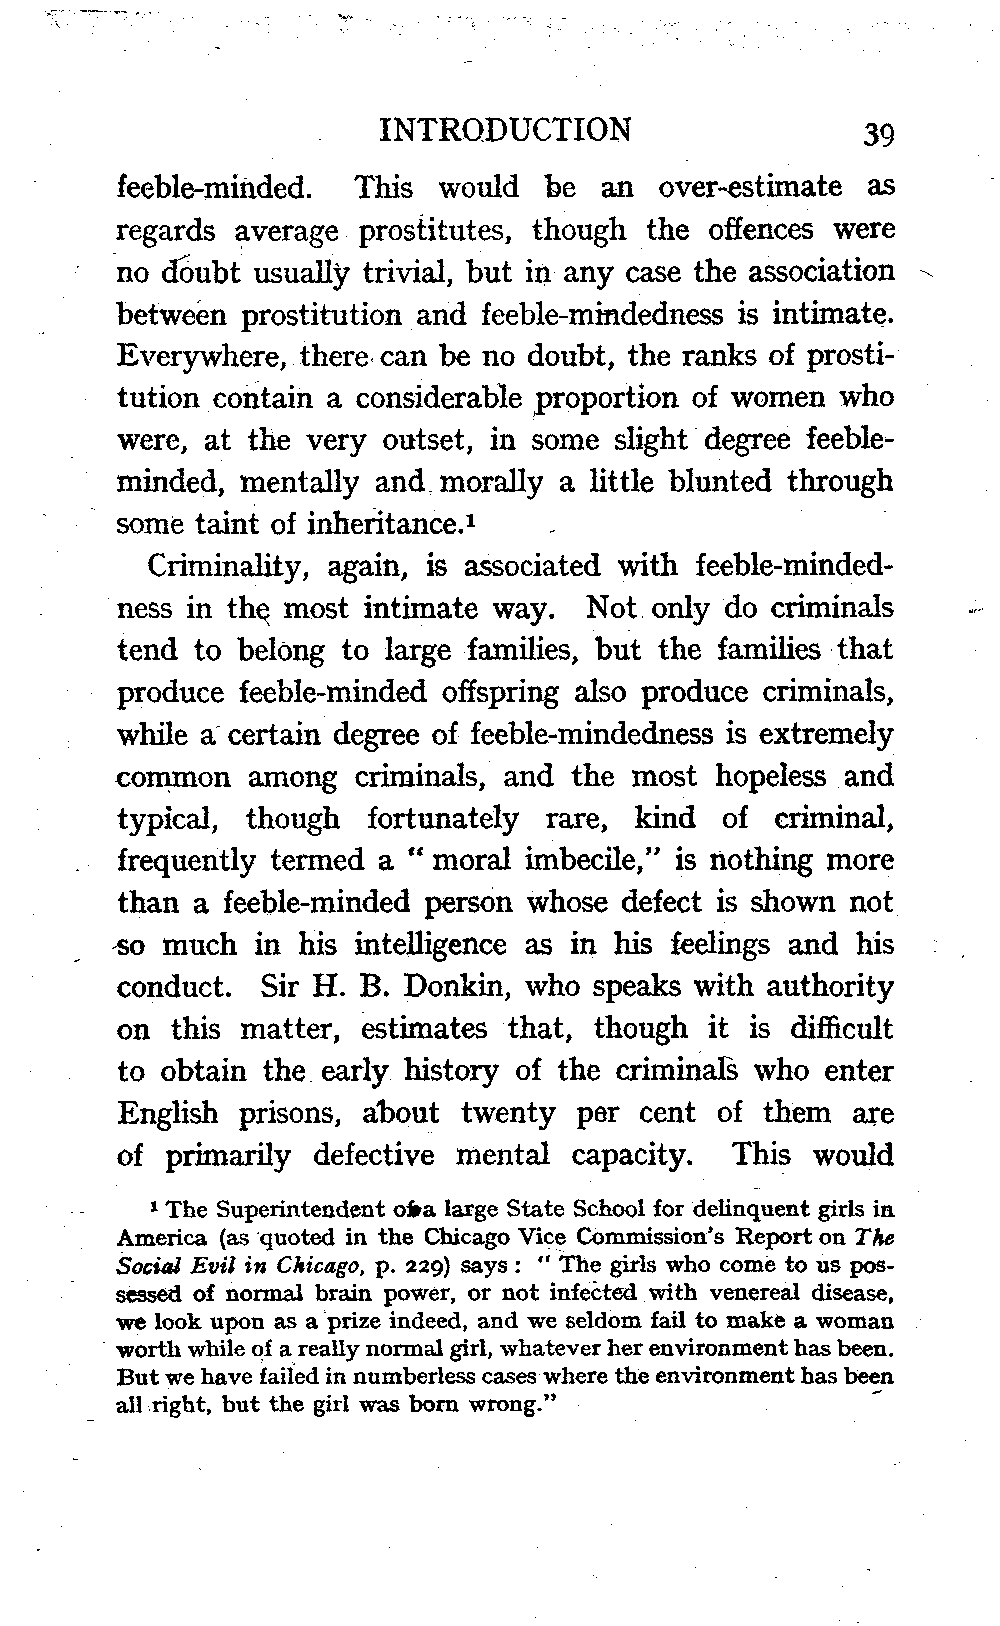 INTRODUCTION 39
feeble-minded. This would be an over-estimate as
regards average prostitutes, though the offences were
no doubt usually trivial, but in any case the association
between prostitution and feeble-mindedness is intimate.
Everywhere, there can be no doubt, the ranks of prosti-
tution contain a considerable proportion of women who
were, at the very outset, in some slight degree feeble-
minded, mentally and morally a little blunted through
some taint of inheritance.¹
Criminality, again, is associated with feeble-minded-
ness in the most intimate way. Not only do criminals
tend to belong to large families, but the families that
produce feeble-minded offspring also produce criminals,
while a certain degree of feeble-mindedness is extremely
common among criminals, and the most hopeless and
typical, though fortunately rare, kind of criminal,
frequently termed a “ moral imbecile,” is nothing more
than a feeble-minded person whose defect is shown not
so much in his intelligence as in his feelings and his
conduct. Sir H. B. Donkin, who speaks with authority
on this matter, estimates that, though it is difficult
to obtain the early history of the criminals who enter
English prisons, about twenty per cent of them are
of primarily defective mental capacity. This would
¹ The Superintendent of a large State School for delinquent girls in
America (as quoted in the Chicago Vice Commission's Report on The
Social Evil in Chicago, p. 229) says : “ The girls who come to us pos-
sessed of normal brain power, or not infected with venereal disease,
we look upon as a prize indeed, and we seldom fail to make a woman
worth while of a really normal girl, whatever her environment has been.
But we have failed in numberless cases where the environment has been
all right, but the girl was born wrong.”